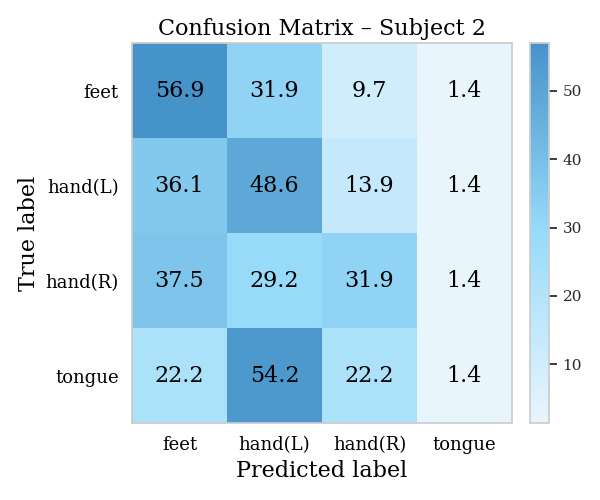 Confusion Matrix – Subject 2
feet 56.9 31.9 9.7 1.4
hand(L) 36.1 48.6 13.9 1.4
hand(R) 37.5 29.2 31.9 1.4
tongue 22.2 54.2 22.2 1.4
feet hand(L) hand(R) tongue
Predicted label
True label
50
40
30
20
10